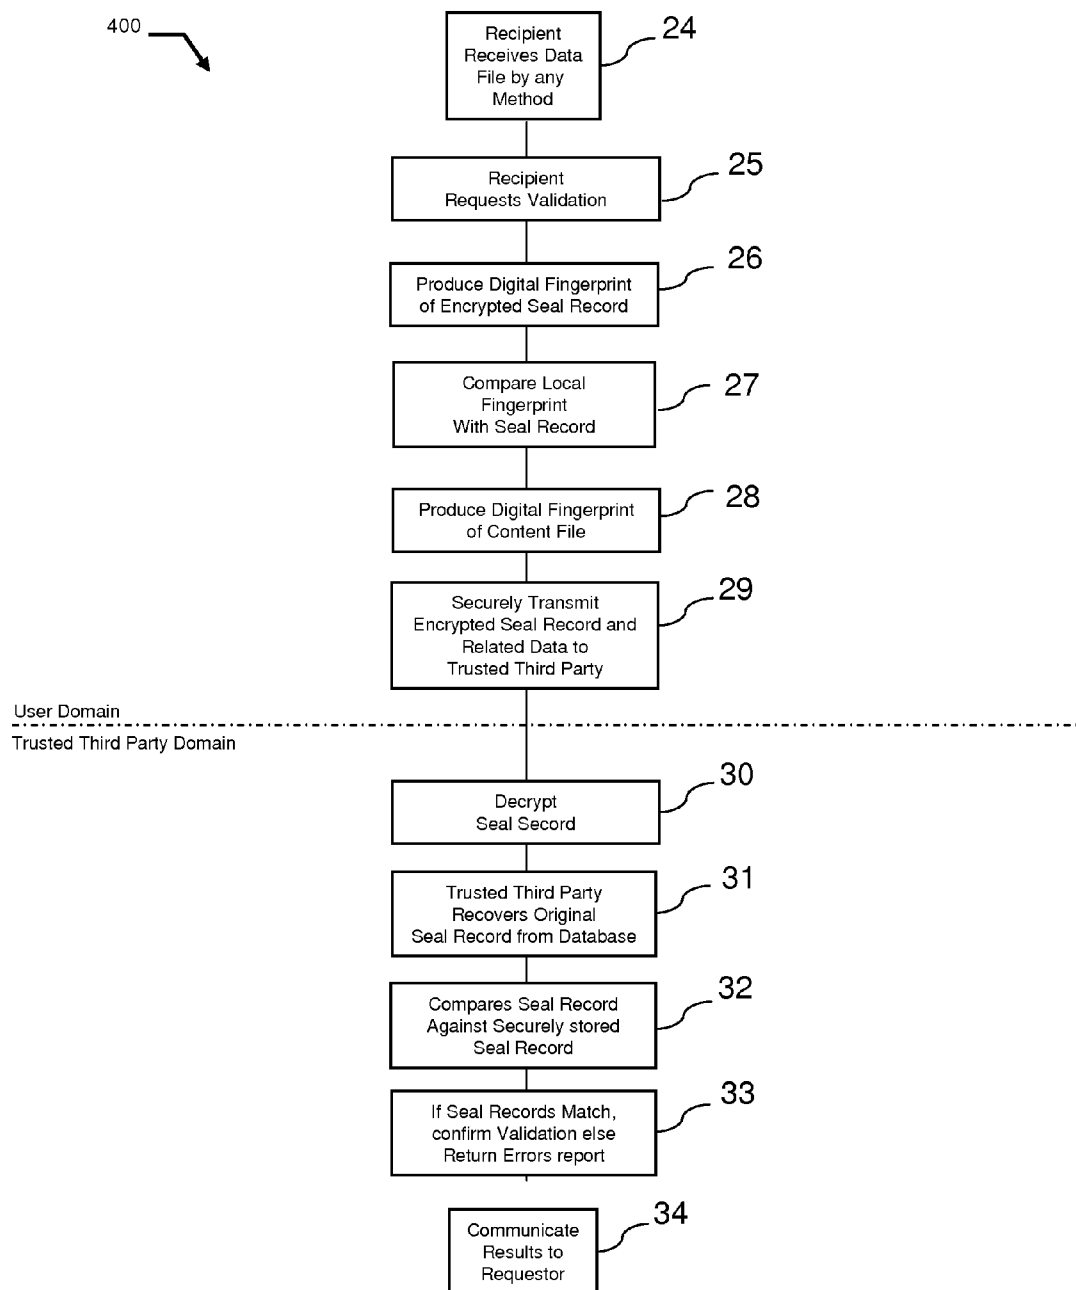 400
Recipient
Receives Data
File by any
Method
24
Recipient
Requests Validation
25
Produce Digital Fingerprint
of Encrypted Seal Record
26
Compare Local
Fingerprint
With Seal Record
27
Produce Digital Fingerprint
of Content File
28
Securely Transmit
Encrypted Seal Record and
Related Data to
Trusted Third Party
29
User Domain
Trusted Third Party Domain
Decrypt
Seal Secord
30
Trusted Third Party
Recovers Original
Seal Record from Database
31
Compares Seal Record
Against Securely stored
Seal Record
32
If Seal Records Match,
confirm Validation else
Return Errors report
33
Communicate
Results to
Requestor
34